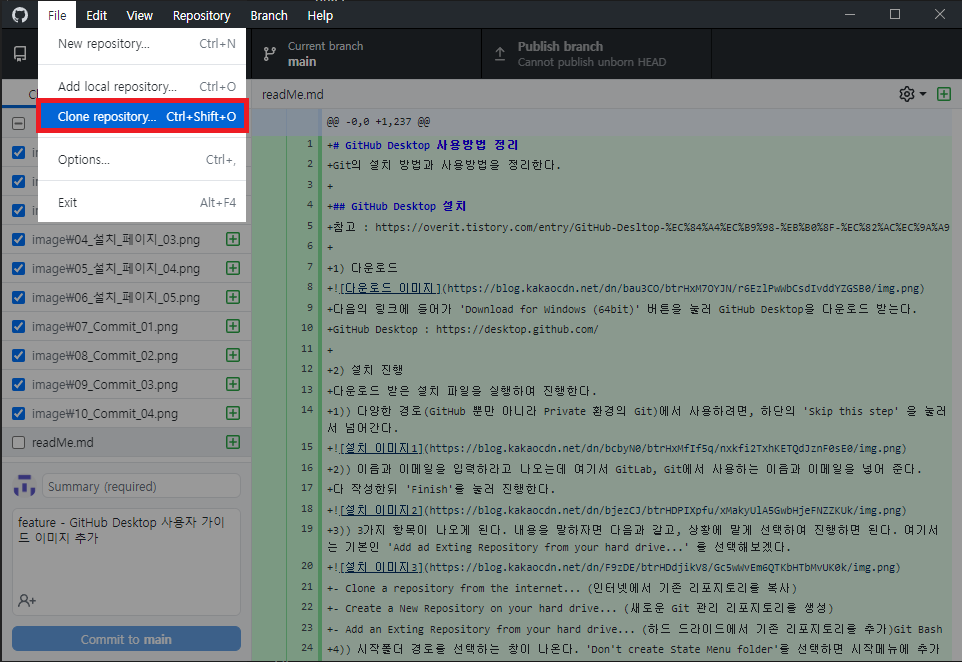 File Edit View Repository Branch Help
New repository... Ctrl+N
Add local repository... Ctrl+O
Clone repository... Ctrl+Shift+O
Options... Ctrl+,
Exit Alt+F4
Current branch
main
Publish branch
Cannot publish unborn HEAD
image₩04_설치_페이지_03.png
image₩05_설치_페이지_04.png
image₩06_설치_페이지_05.png
image₩07_Commit_01.png
image₩08_Commit_02.png
image₩09_Commit_03.png
image₩10_Commit_04.png
readMe.md
Summary (required)
feature - GitHub Desktop 사용자 가이
드 이미지 추가
Commit to main
readMe.md
@@ -0,0 +1,237 @@
1 +# GitHub Desktop 사용방법 정리
2 +Git의 설치 방법과 사용방법을 정리한다.
3 +
4 +## GitHub Desktop 설치
5 +참고 : https://overit.tistory.com/entry/GitHub-Desltop-%EC%84%A4%EC%B9%98-%EB%B0%8F-%EC%82%AC%EC%9A%A9
6 +
7 +1) 다운로드
8 +![다운로드 이미지](https://blog.kakaocdn.net/dn/bau3CO/btrHxM7OYJN/r6EzlPwWbCsdIvddYZGSB0/img.png)
9 +다음의 링크에 들어가 'Download for Windows (64bit)' 버튼을 눌러 GitHub Desktop을 다운로드 받는다.
10 +GitHub Desktop : https://desktop.github.com/
11 +
12 +2) 설치 진행
13 +다운로드 받은 설치 파일을 실행하여 진행한다.
14 +1)) 다양한 경로(GitHub 뿐만 아니라 Private 환경의 Git)에서 사용하려면, 하단의 'Skip this step' 을 눌러
서 넘어간다.
15 +![설치 이미지1](https://blog.kakaocdn.net/dn/bcbyN0/btrHxMfIf5q/nxkfi2TxhKETQdJznF0sE0/img.png)
16 +2)) 이름과 이메일을 입력하라고 나오는데 여기서 GitLab, Git에서 사용하는 이름과 이메일을 넣어 준다.
17 +다 작성한뒤 'Finish'를 눌러 진행한다.
18 +![설치 이미지2](https://blog.kakaocdn.net/dn/bjezCJ/btrHDPIXpfu/xMakyUlA5GwbHjeFNZZKUk/img.png)
19 +3)) 3가지 항목이 나오게 된다. 내용을 말하자면 다음과 같고, 상황에 맞게 선택하여 진행하면 된다. 여기서
는 기본인 'Add ad Exting Repository from your hard drive...' 를 선택해보겠다.
20 +![설치 이미지3](https://blog.kakaocdn.net/dn/F9zDE/btrHDdjikV8/Gc5wWvEm6QTKbHTbMvUK0k/img.png)
21 +- Clone a repository from the internet... (인터넷에서 기존 리포지토리를 복사)
22 +- Create a New Repository on your hard drive... (새로운 Git 관리 리포지토리를 생성)
23 +- Add an Exting Repository from your hard drive... (하드 드라이드에서 기존 리포지토리를 추가)Git Bash
24 +4)) 시작폴더 경로를 선택하는 창이 나온다. 'Don't create State Menu folder'을 선택하면 시작메뉴에 추가